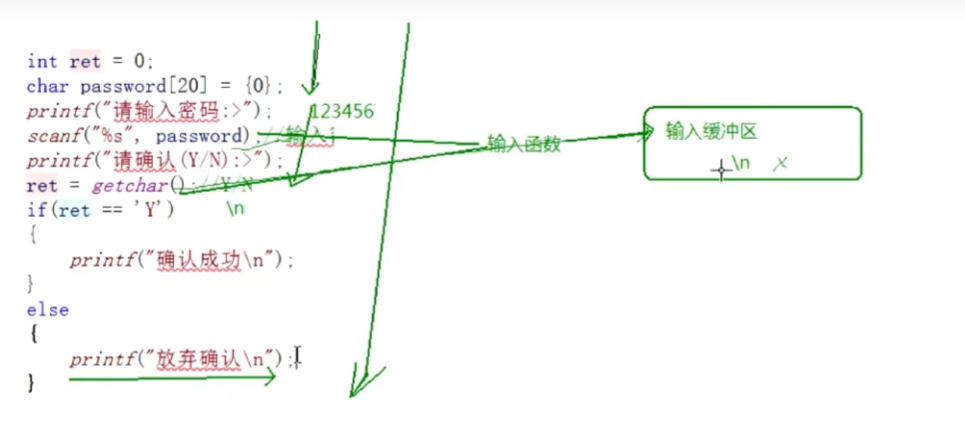 int ret = 0;
char password[20] = {0};
printf("请输入密码:>");
123456
scanf("%s", password);//输入
输入函数
输入缓冲区
printf("请确认(Y/N):>");
\n
ret = getchar();//Y/N
if(ret == 'Y')
\n
{
printf("确认成功\n");
}
else
{
printf("放弃确认\n");
}